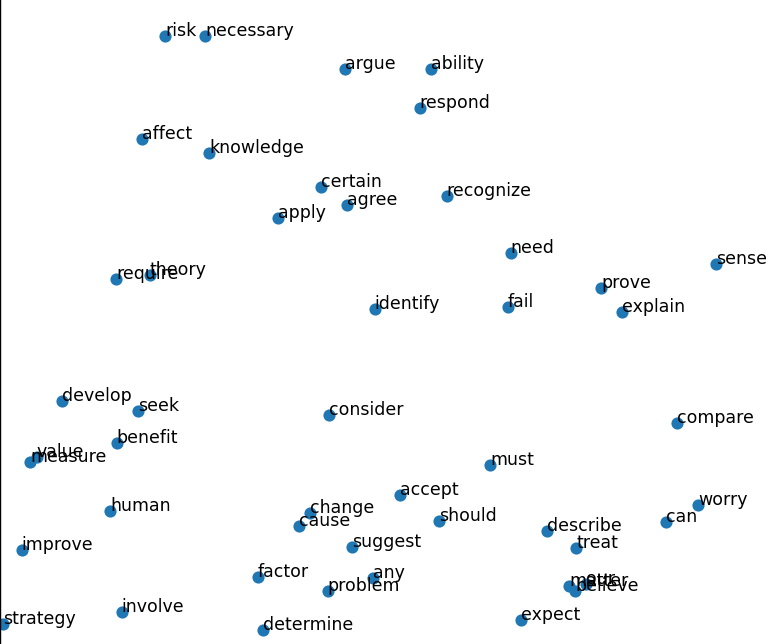 risk
necessary
argue
ability
respond
affect
knowledge
certain
agree
recognize
apply
need
sense
theory
require
prove
identify
fail
explain
develop
seek
consider
compare
benefit
value
measure
must
accept
worry
human
change
cause
should
can
describe
improve
suggest
treat
factor
any
problem
matter
believe
strategy
involve
determine
expect